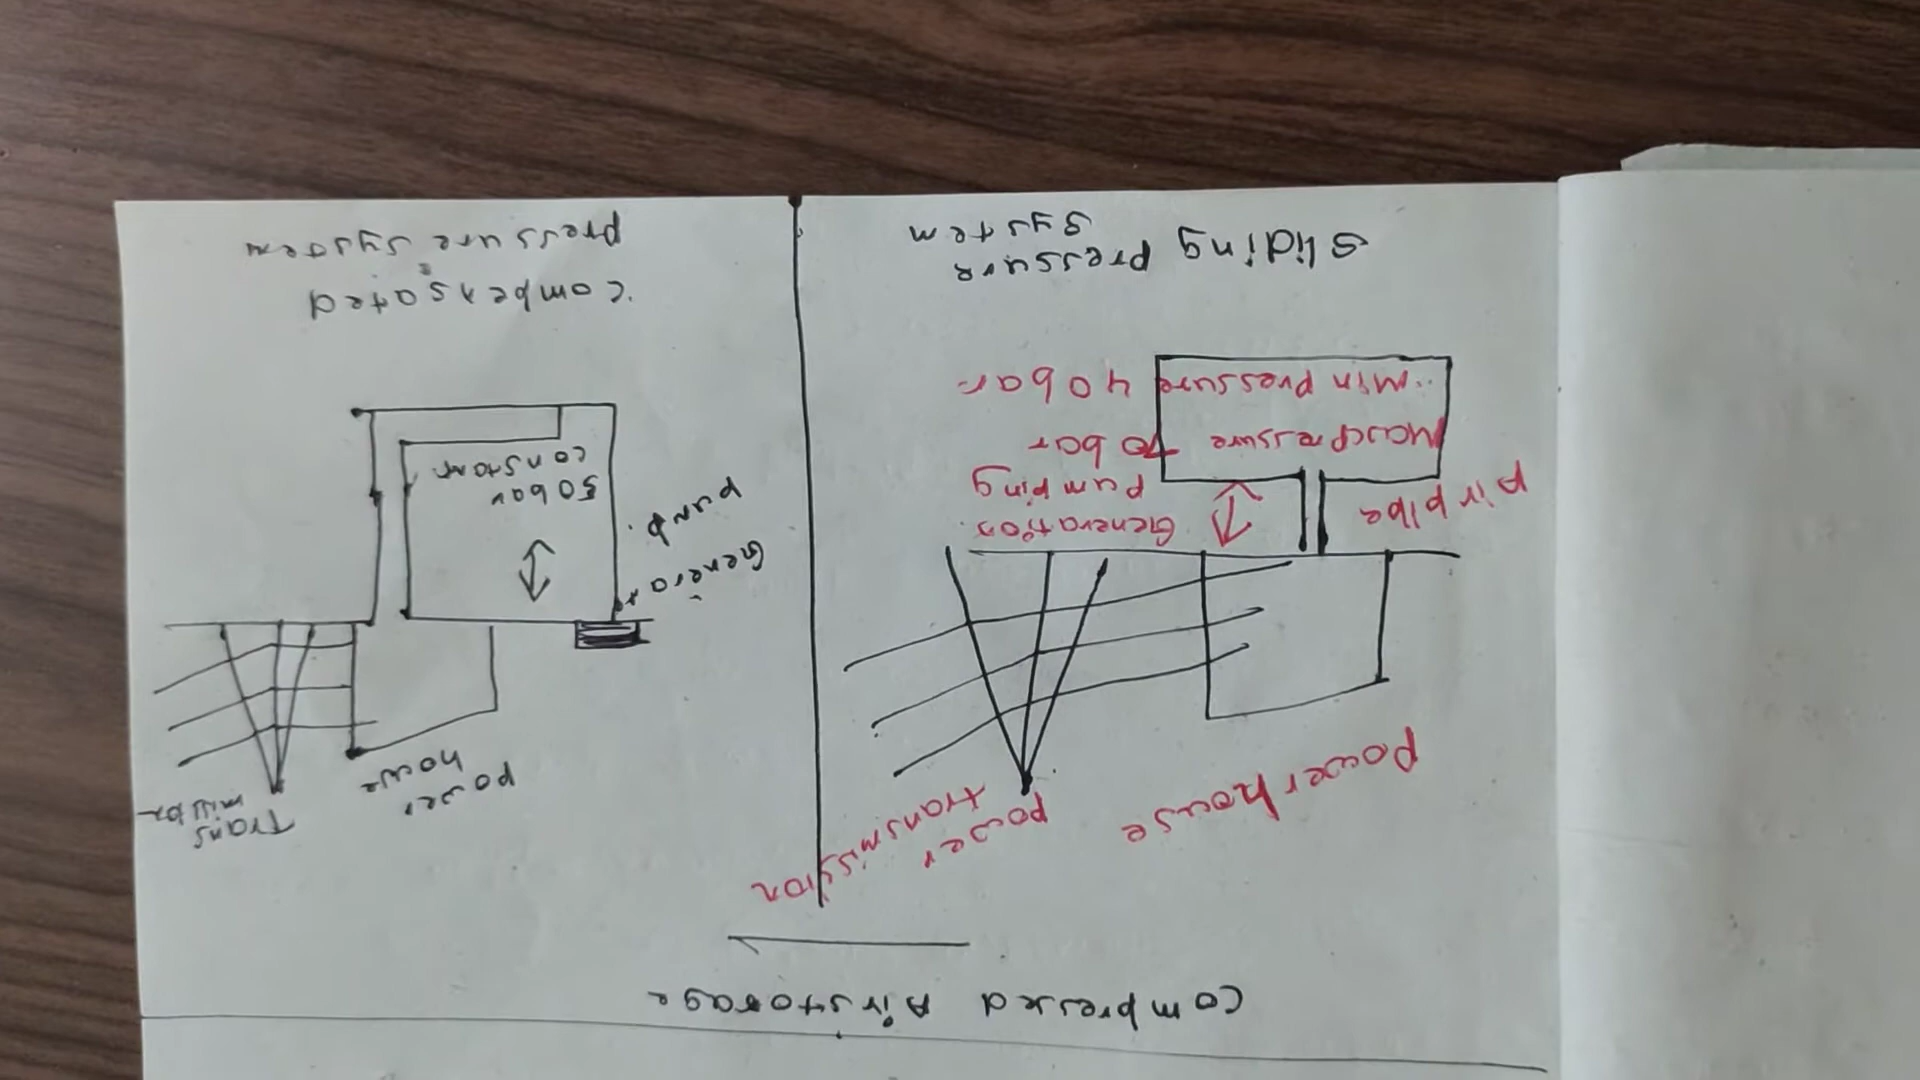 Compressed Air storage
Power house
power
transmission
air pipe
Generation
pumping
Max Pressure 70 bar
Min Pressure 40 bar
Sliding Pressure
System
power
house
Trans
mission
Generat
pump
50 bar
constant
compensated
pressure system